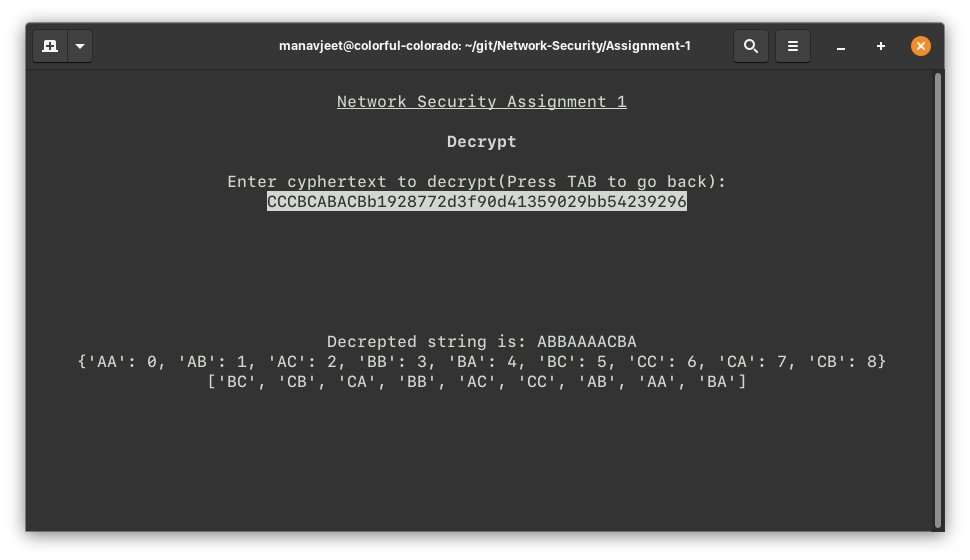 manavjeet@colorful-colorado: ~/git/Network-Security/Assignment-1
Network Security Assignment 1
Decrypt
Enter cyphertext to decrypt(Press TAB to go back):
CCCBCABACBb1928772d3f90d41359029bb54239296
Decrepted string is: ABBAAAACBA
{'AA': 0, 'AB': 1, 'AC': 2, 'BB': 3, 'BA': 4, 'BC': 5, 'CC': 6, 'CA': 7, 'CB': 8}
['BC', 'CB', 'CA', 'BB', 'AC', 'CC', 'AB', 'AA', 'BA']